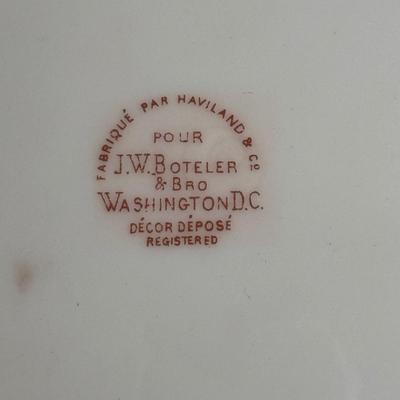 FABRIQUÉ PAR HAVILAND & Cº
POUR
J.W. BOTELER
& BRO
WASHINGTON D.C.
DÉCOR DÉPOSÉ
REGISTERED